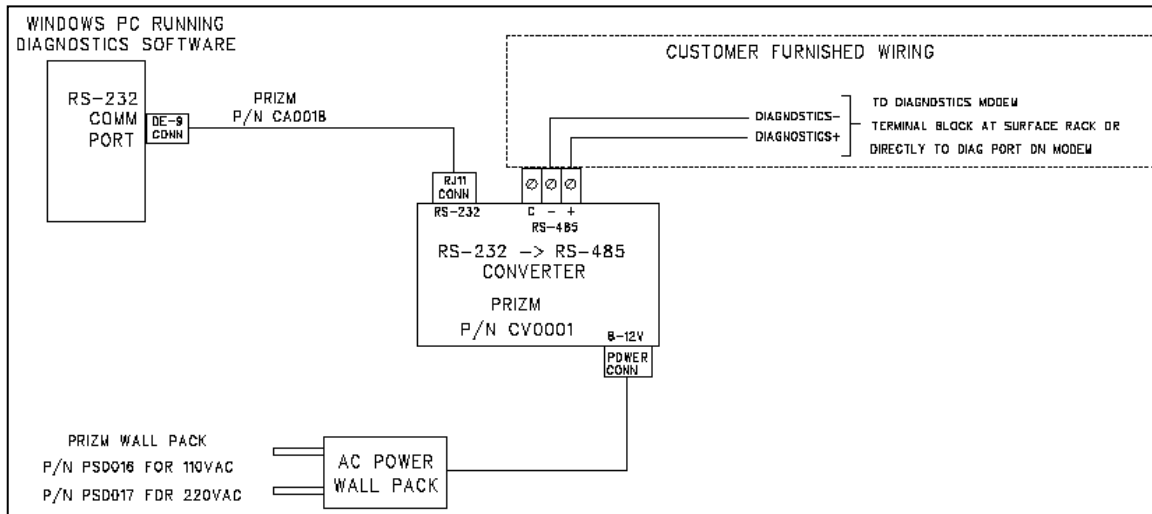 WINDOWS PC RUNNING
DIAGNOSTICS SOFTWARE
RS-232
COMM
PORT
DE-9
CONN
PRIZM
P/N CA0018
CUSTOMER FURNISHED WIRING
DIAGNOSTICS-
DIAGNOSTICS+
TO DIAGNOSTICS MODEM
TERMINAL BLOCK AT SURFACE RACK OR
DIRECTLY TO DIAG PORT ON MODEM
RJ11
CONN
RS-232
C - +
RS-485
RS-232 -> RS-485
CONVERTER
PRIZM
P/N CV0001
8-12V
POWER
CONN
PRIZM WALL PACK
P/N PS0016 FOR 110VAC
P/N PS0017 FOR 220VAC
AC POWER
WALL PACK